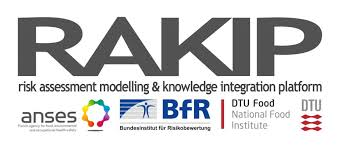 RAKIP
risk assessment modelling & knowledge integration platform
anses
BfR
Bundesinstitut für Risikobewertung
DTU Food
National Food
Institute
DTU